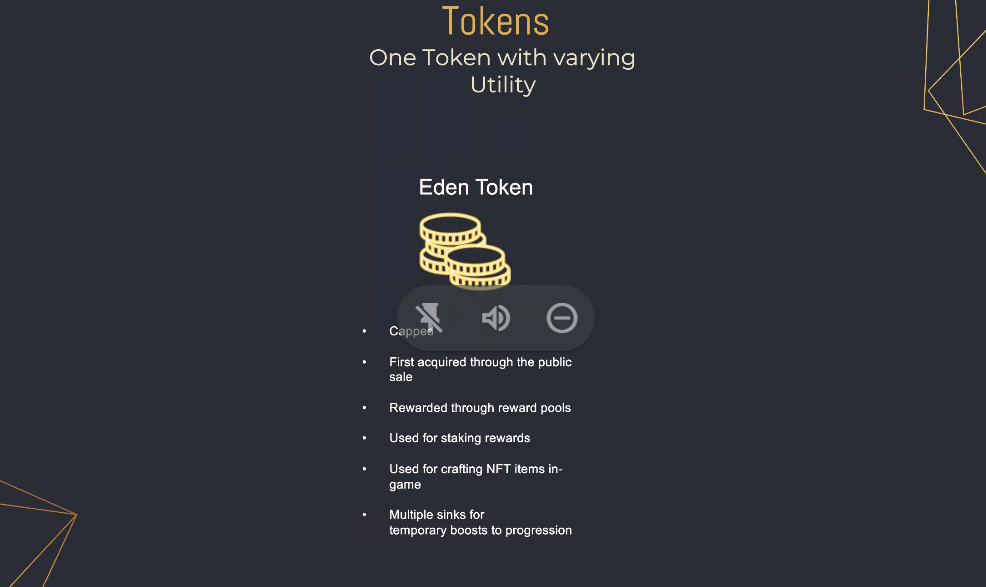 Tokens
One Token with varying
Utility
Eden Token
• Capped
• First acquired through the public
sale
• Rewarded through reward pools
• Used for staking rewards
• Used for crafting NFT items in-
game
• Multiple sinks for
temporary boosts to progression